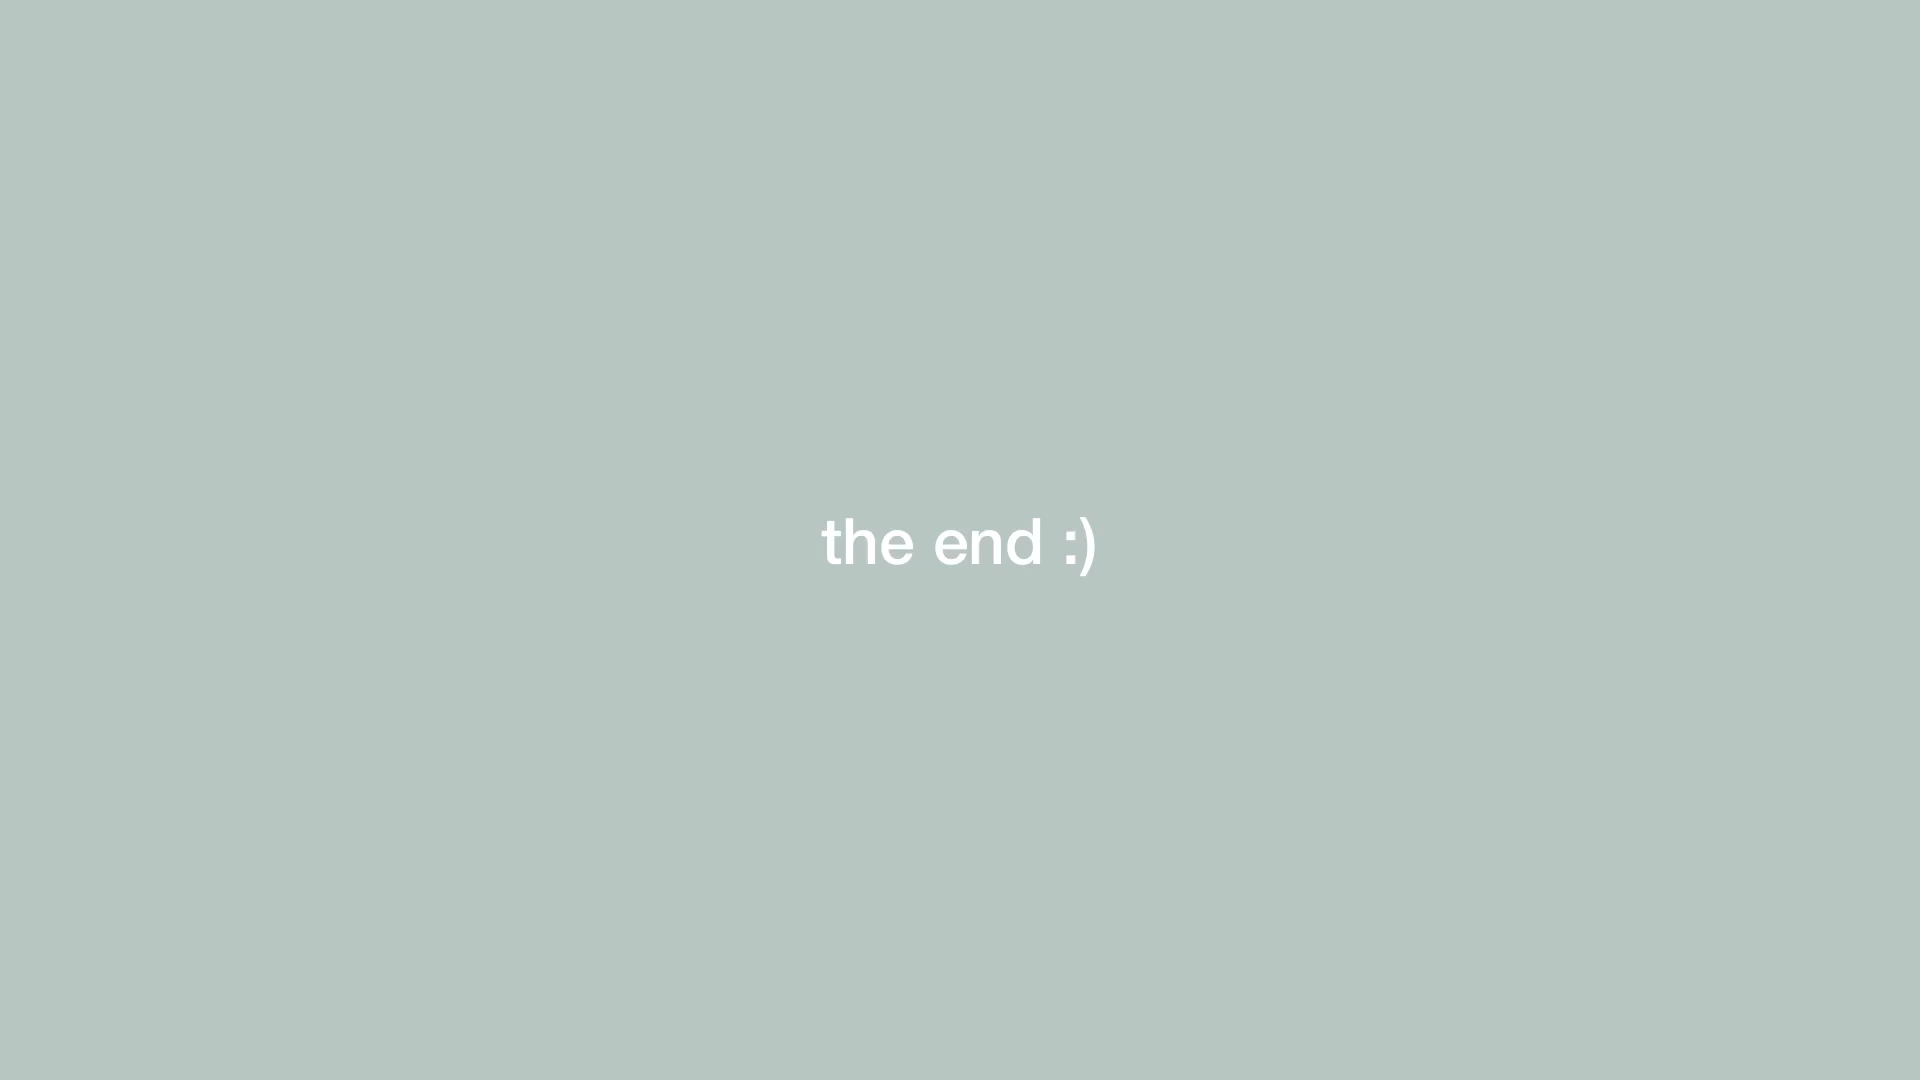 the end :)